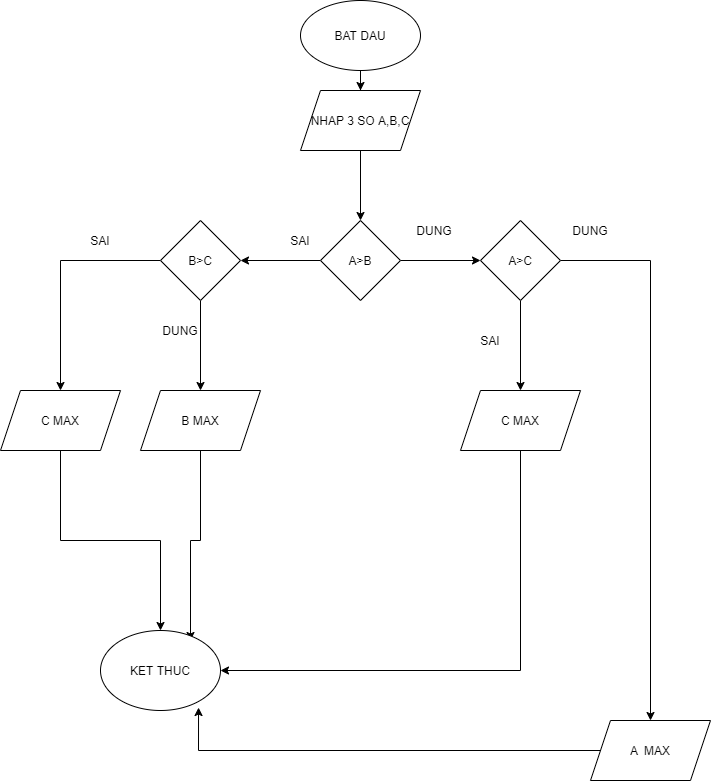 BAT DAU
NHAP 3 SO A,B,C
DUNG
DUNG
SAI
SAI
B>C
A>B
A>C
DUNG
SAI
C MAX
B MAX
C MAX
KET THUC
A MAX